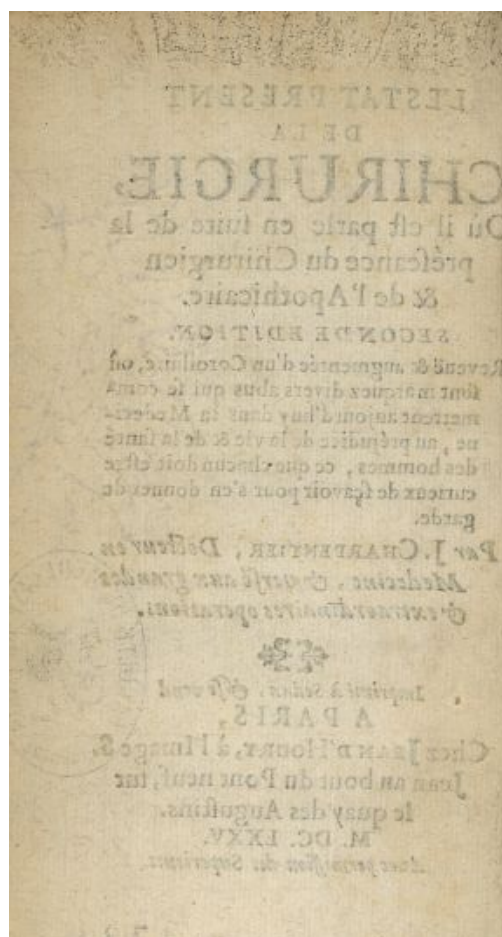 L'ESTAT PRESENT
DE LA
CHIRURGIE,
Où il est parlé en suite de la
préseance du Chirurgien
& de l'Apothicaire.
SECONDE EDITION.
Reveuë & augmentée d'un Corollaire, où
sont marquez divers abus qui se com-
mettent aujourd'huy dans la Medeci-
ne, au préjudice de la vie & de la santé
des hommes, ce que chacun doit estre
curieux de sçavoir pour s'en donner de
garde.
Par J. CHARPENTIER, Docteur en
Medecine, & versé aux grandes
& extraordinaires operations.
Imprimé à Sedan, & se vend
A PARIS,
Chez JEAN D'HOURY, à l'Image S.
Jean au bout du Pont neuf, sur
le quay des Augustins.
M. DC. LXXV.
Avec permission des Superieurs.